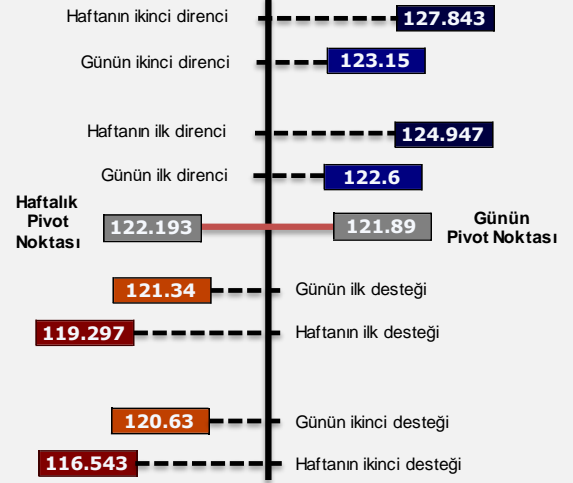 Haftanın ikinci direnci 127.843
Günün ikinci direnci 123.15
Haftanın ilk direnci 124.947
Günün ilk direnci 122.6
Haftalık
Pivot
Noktası
122.193 121.89
Günün
Pivot Noktası
121.34 Günün ilk desteği
119.297 Haftanın ilk desteği
120.63 Günün ikinci desteği
116.543 Haftanın ikinci desteği